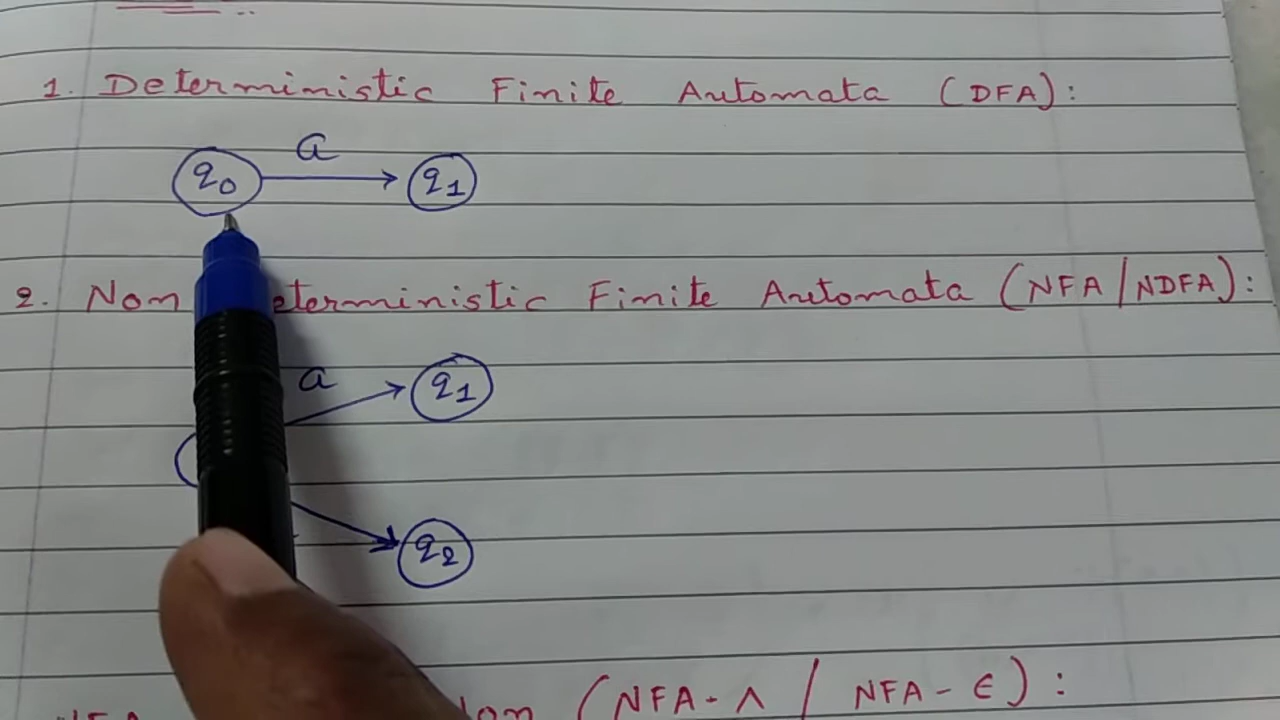 1. Deterministic Finite Automata (DFA):
a
q0 q1
2. Non eterministic Finite Automata (NFA/NDFA):
a
q1
q2
(NFA-Λ / NFA-ϵ):